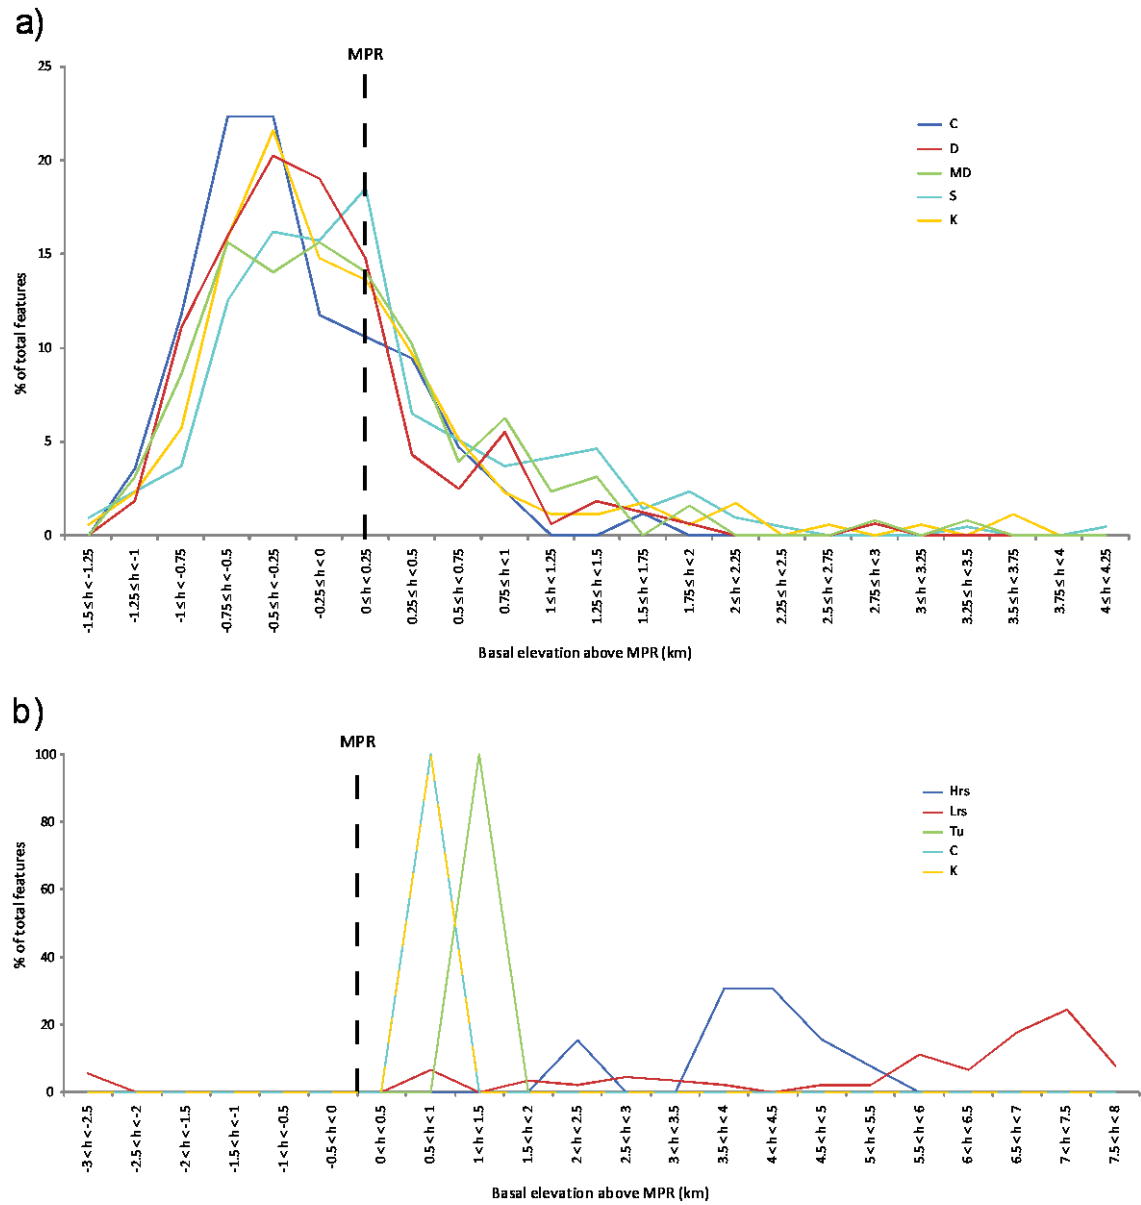 a)
MPR
25
20
15
10
5
0
% of total features
C
D
MD
S
K
-1.5 ≤ h < -1.25
-1.25 ≤ h < -1
-1 ≤ h < -0.75
-0.75 ≤ h < -0.5
-0.5 ≤ h < -0.25
-0.25 ≤ h < 0
0 ≤ h < 0.25
0.25 ≤ h < 0.5
0.5 ≤ h < 0.75
0.75 ≤ h < 1
1 ≤ h < 1.25
1.25 ≤ h < 1.5
1.5 ≤ h < 1.75
1.75 ≤ h < 2
2 ≤ h < 2.25
2.25 ≤ h < 2.5
2.5 ≤ h < 2.75
2.75 ≤ h < 3
3 ≤ h < 3.25
3.25 ≤ h < 3.5
3.5 ≤ h < 3.75
3.75 ≤ h < 4
4 ≤ h < 4.25
Basal elevation above MPR (km)
b)
MPR
100
80
60
40
20
0
% of total features
Hrs
Lrs
Tu
C
K
-3 < h < -2.5
-2.5 < h < -2
-2 < h < -1.5
-1.5 < h < -1
-1 < h < -0.5
-0.5 < h < 0
0 < h < 0.5
0.5 < h < 1
1 < h < 1.5
1.5 < h < 2
2 < h < 2.5
2.5 < h < 3
3 < h < 3.5
3.5 < h < 4
4 < h < 4.5
4.5 < h < 5
5 < h < 5.5
5.5 < h < 6
6 < h < 6.5
6.5 < h < 7
7 < h < 7.5
7.5 < h < 8
Basal elevation above MPR (km)